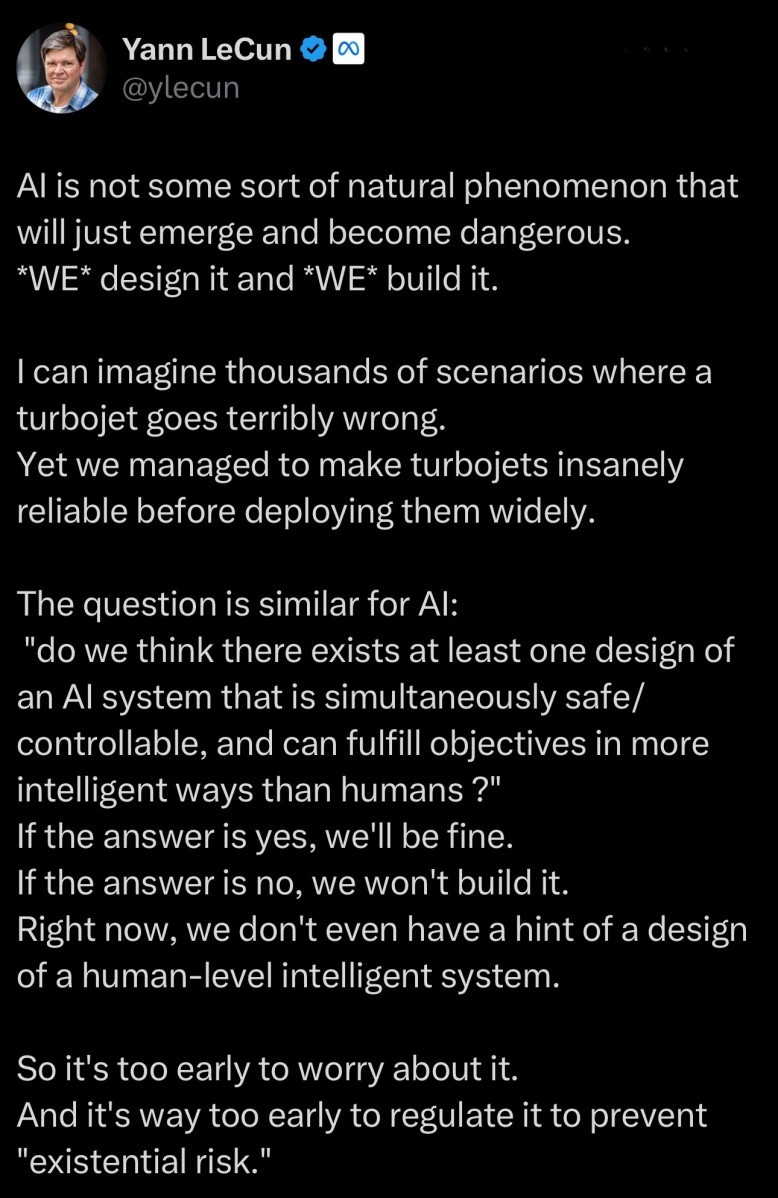 Yann LeCun
@ylecun
AI is not some sort of natural phenomenon that
will just emerge and become dangerous.
*WE* design it and *WE* build it.
I can imagine thousands of scenarios where a
turbojet goes terribly wrong.
Yet we managed to make turbojets insanely
reliable before deploying them widely.
The question is similar for AI:
"do we think there exists at least one design of
an AI system that is simultaneously safe/
controllable, and can fulfill objectives in more
intelligent ways than humans ?"
If the answer is yes, we'll be fine.
If the answer is no, we won't build it.
Right now, we don't even have a hint of a design
of a human-level intelligent system.
So it's too early to worry about it.
And it's way too early to regulate it to prevent
"existential risk."